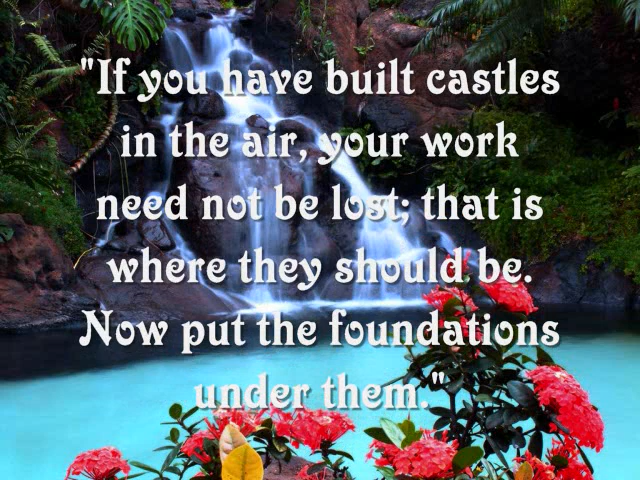 "If you have built castles
in the air, your work
need not be lost; that is
where they should be.
Now put the foundations
under them."